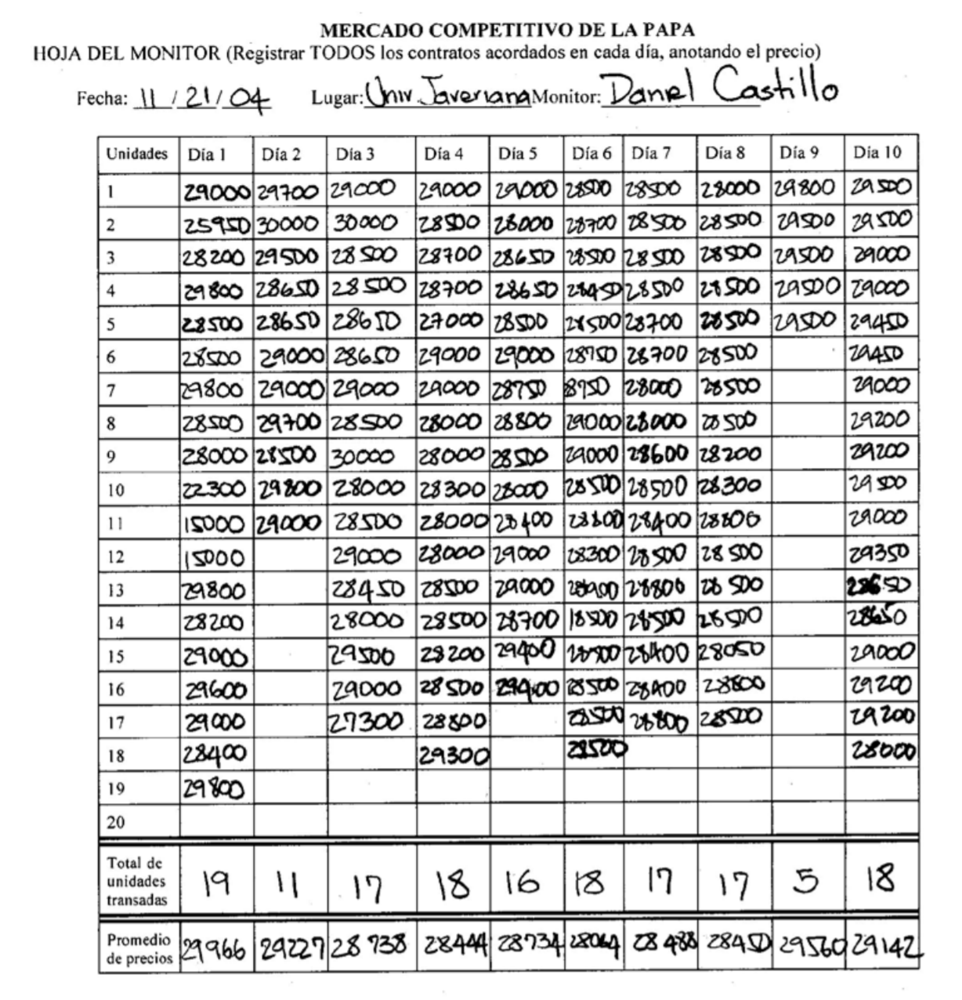 MERCADO COMPETITIVO DE LA PAPA
HOJA DEL MONITOR (Registrar TODOS los contratos acordados en cada día, anotando el precio)
Fecha: 11 / 21 / 04 Lugar: Univ. Javeriana Monitor: Daniel Castillo
Unidades Día 1 Día 2 Día 3 Día 4 Día 5 Día 6 Día 7 Día 8 Día 9 Día 10
1 29000 29700 29000 29000 29000 28500 28500 28000 29800 29500
2 25950 30000 30000 28500 28000 28700 28500 28500 29500 29500
3 28200 29500 28500 28700 28650 28500 28500 28500 29500 29000
4 29800 28650 28500 28700 28650 28450 28500 28500 29500 29000
5 28500 28650 28650 27000 28500 28500 28700 28500 29500 29450
6 28500 29000 28650 29000 29000 28750 28700 28500 29450
7 29800 29000 29000 29000 28750 8950 28000 28500 29000
8 28500 29700 28500 28000 28800 29000 28000 28500 29200
9 28000 28500 30000 28000 28500 29000 28600 28200 29200
10 22300 29800 28000 28300 28000 28500 28500 28300 29500
11 15000 29000 28500 28000 28400 28800 28400 28800 29000
12 15000 29000 28000 29000 28300 28500 28500 29350
13 29800 28450 28500 29000 28900 28800 28500 28650
14 28200 28000 28500 28700 18500 28500 28500 28650
15 29000 29500 28200 29400 28400 28050 29000
16 29600 29000 28500 29400 28500 28400 28800 29200
17 29000 27300 28800 28500 28800 28500 29200
18 28400 29300 28500 28000
19 29800
20
Total de
unidades 19 11 17 18 16 18 17 17 5 18
transadas
Promedio
de precios 29966 29227 28738 28444 28734 28064 28488 28450 29560 29142